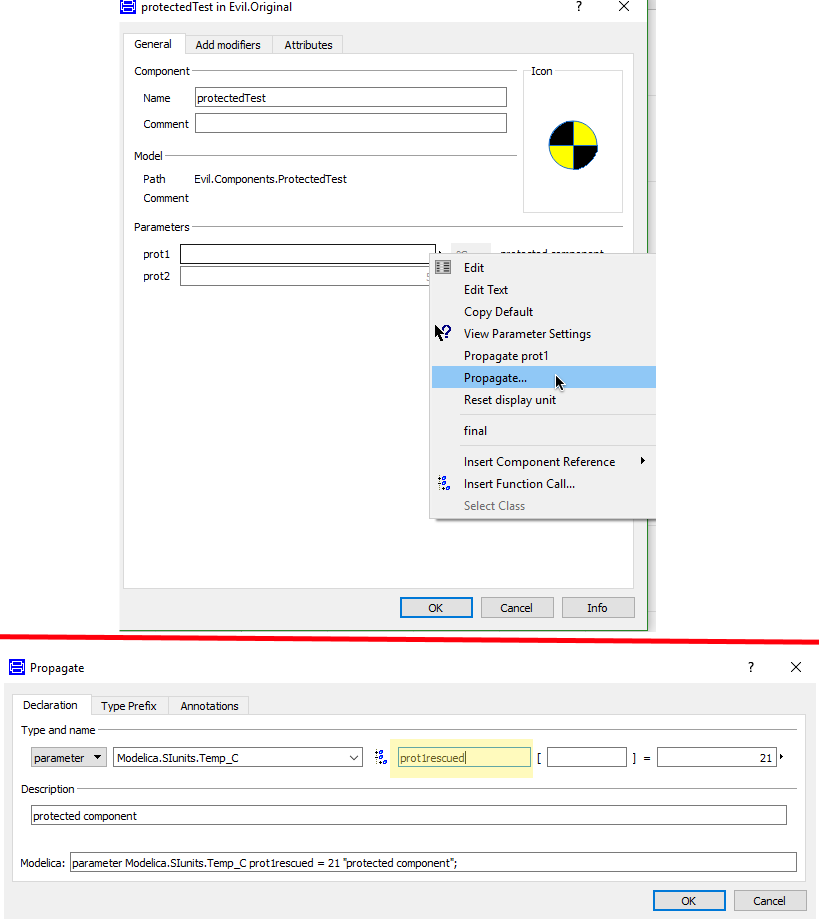 protectedTest in Evil.Original ?
General Add modifiers Attributes
Component Icon
Name protectedTest
Comment
Model
Path Evil.Components.ProtectedTest
Comment
Parameters
prot1
prot2
Edit
Edit Text
Copy Default
View Parameter Settings
Propagate prot1
Propagate...
Reset display unit
final
Insert Component Reference
Insert Function Call...
Select Class
OK Cancel Info
Propagate ?
Declaration Type Prefix Annotations
Type and name
parameter Modelica.SIunits.Temp_C prot1rescued [ ] = 21
Description
protected component
Modelica: parameter Modelica.SIunits.Temp_C prot1rescued = 21 "protected component";
OK Cancel